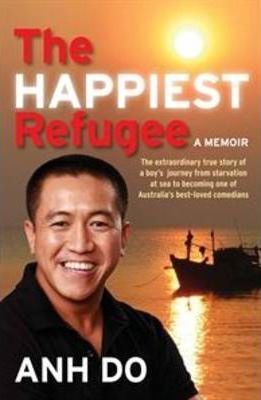 The
HAPPIEST
Refugee
A MEMOIR
The extraordinary true story of
a boy's journey from starvation
at sea to becoming one of
Australia's best-loved comedians
ANH DO